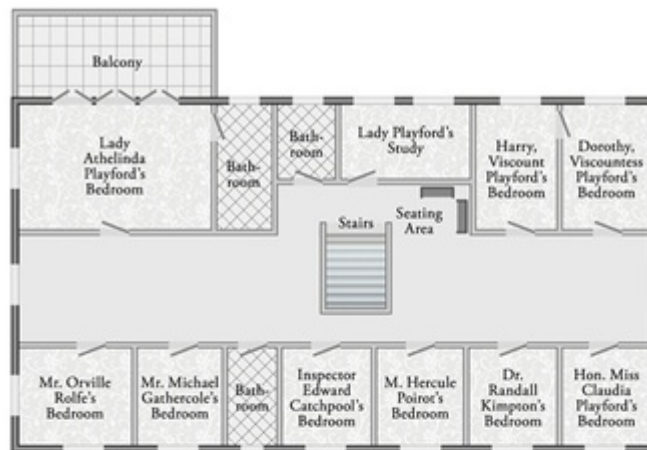 Balcony
Lady
Athelinda
Playford's
Bedroom
Bath-
room
Bath-
room
Lady Playford's
Study
Harry,
Viscount
Playford's
Bedroom
Dorothy,
Viscountess
Playford's
Bedroom
Stairs
Seating
Area
Mr. Orville
Rolfe's
Bedroom
Mr. Michael
Gathercole's
Bedroom
Bath-
room
Inspector
Edward
Catchpool's
Bedroom
M. Hercule
Poirot's
Bedroom
Dr.
Randall
Kimpton's
Bedroom
Hon. Miss
Claudia
Playford's
Bedroom